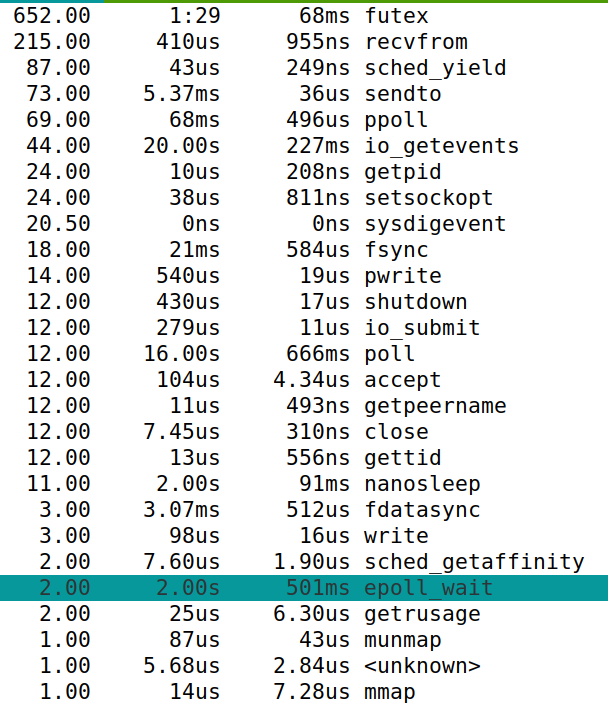 652.00 1:29 68ms futex
215.00 410us 955ns recvfrom
87.00 43us 249ns sched_yield
73.00 5.37ms 36us sendto
69.00 68ms 496us ppoll
44.00 20.00s 227ms io_getevents
24.00 10us 208ns getpid
24.00 38us 811ns setsockopt
20.50 0ns 0ns sysdigevent
18.00 21ms 584us fsync
14.00 540us 19us pwrite
12.00 430us 17us shutdown
12.00 279us 11us io_submit
12.00 16.00s 666ms poll
12.00 104us 4.34us accept
12.00 11us 493ns getpeername
12.00 7.45us 310ns close
12.00 13us 556ns gettid
11.00 2.00s 91ms nanosleep
3.00 3.07ms 512us fdatasync
3.00 98us 16us write
2.00 7.60us 1.90us sched_getaffinity
2.00 2.00s 501ms epoll_wait
2.00 25us 6.30us getrusage
1.00 87us 43us munmap
1.00 5.68us 2.84us <unknown>
1.00 14us 7.28us mmap